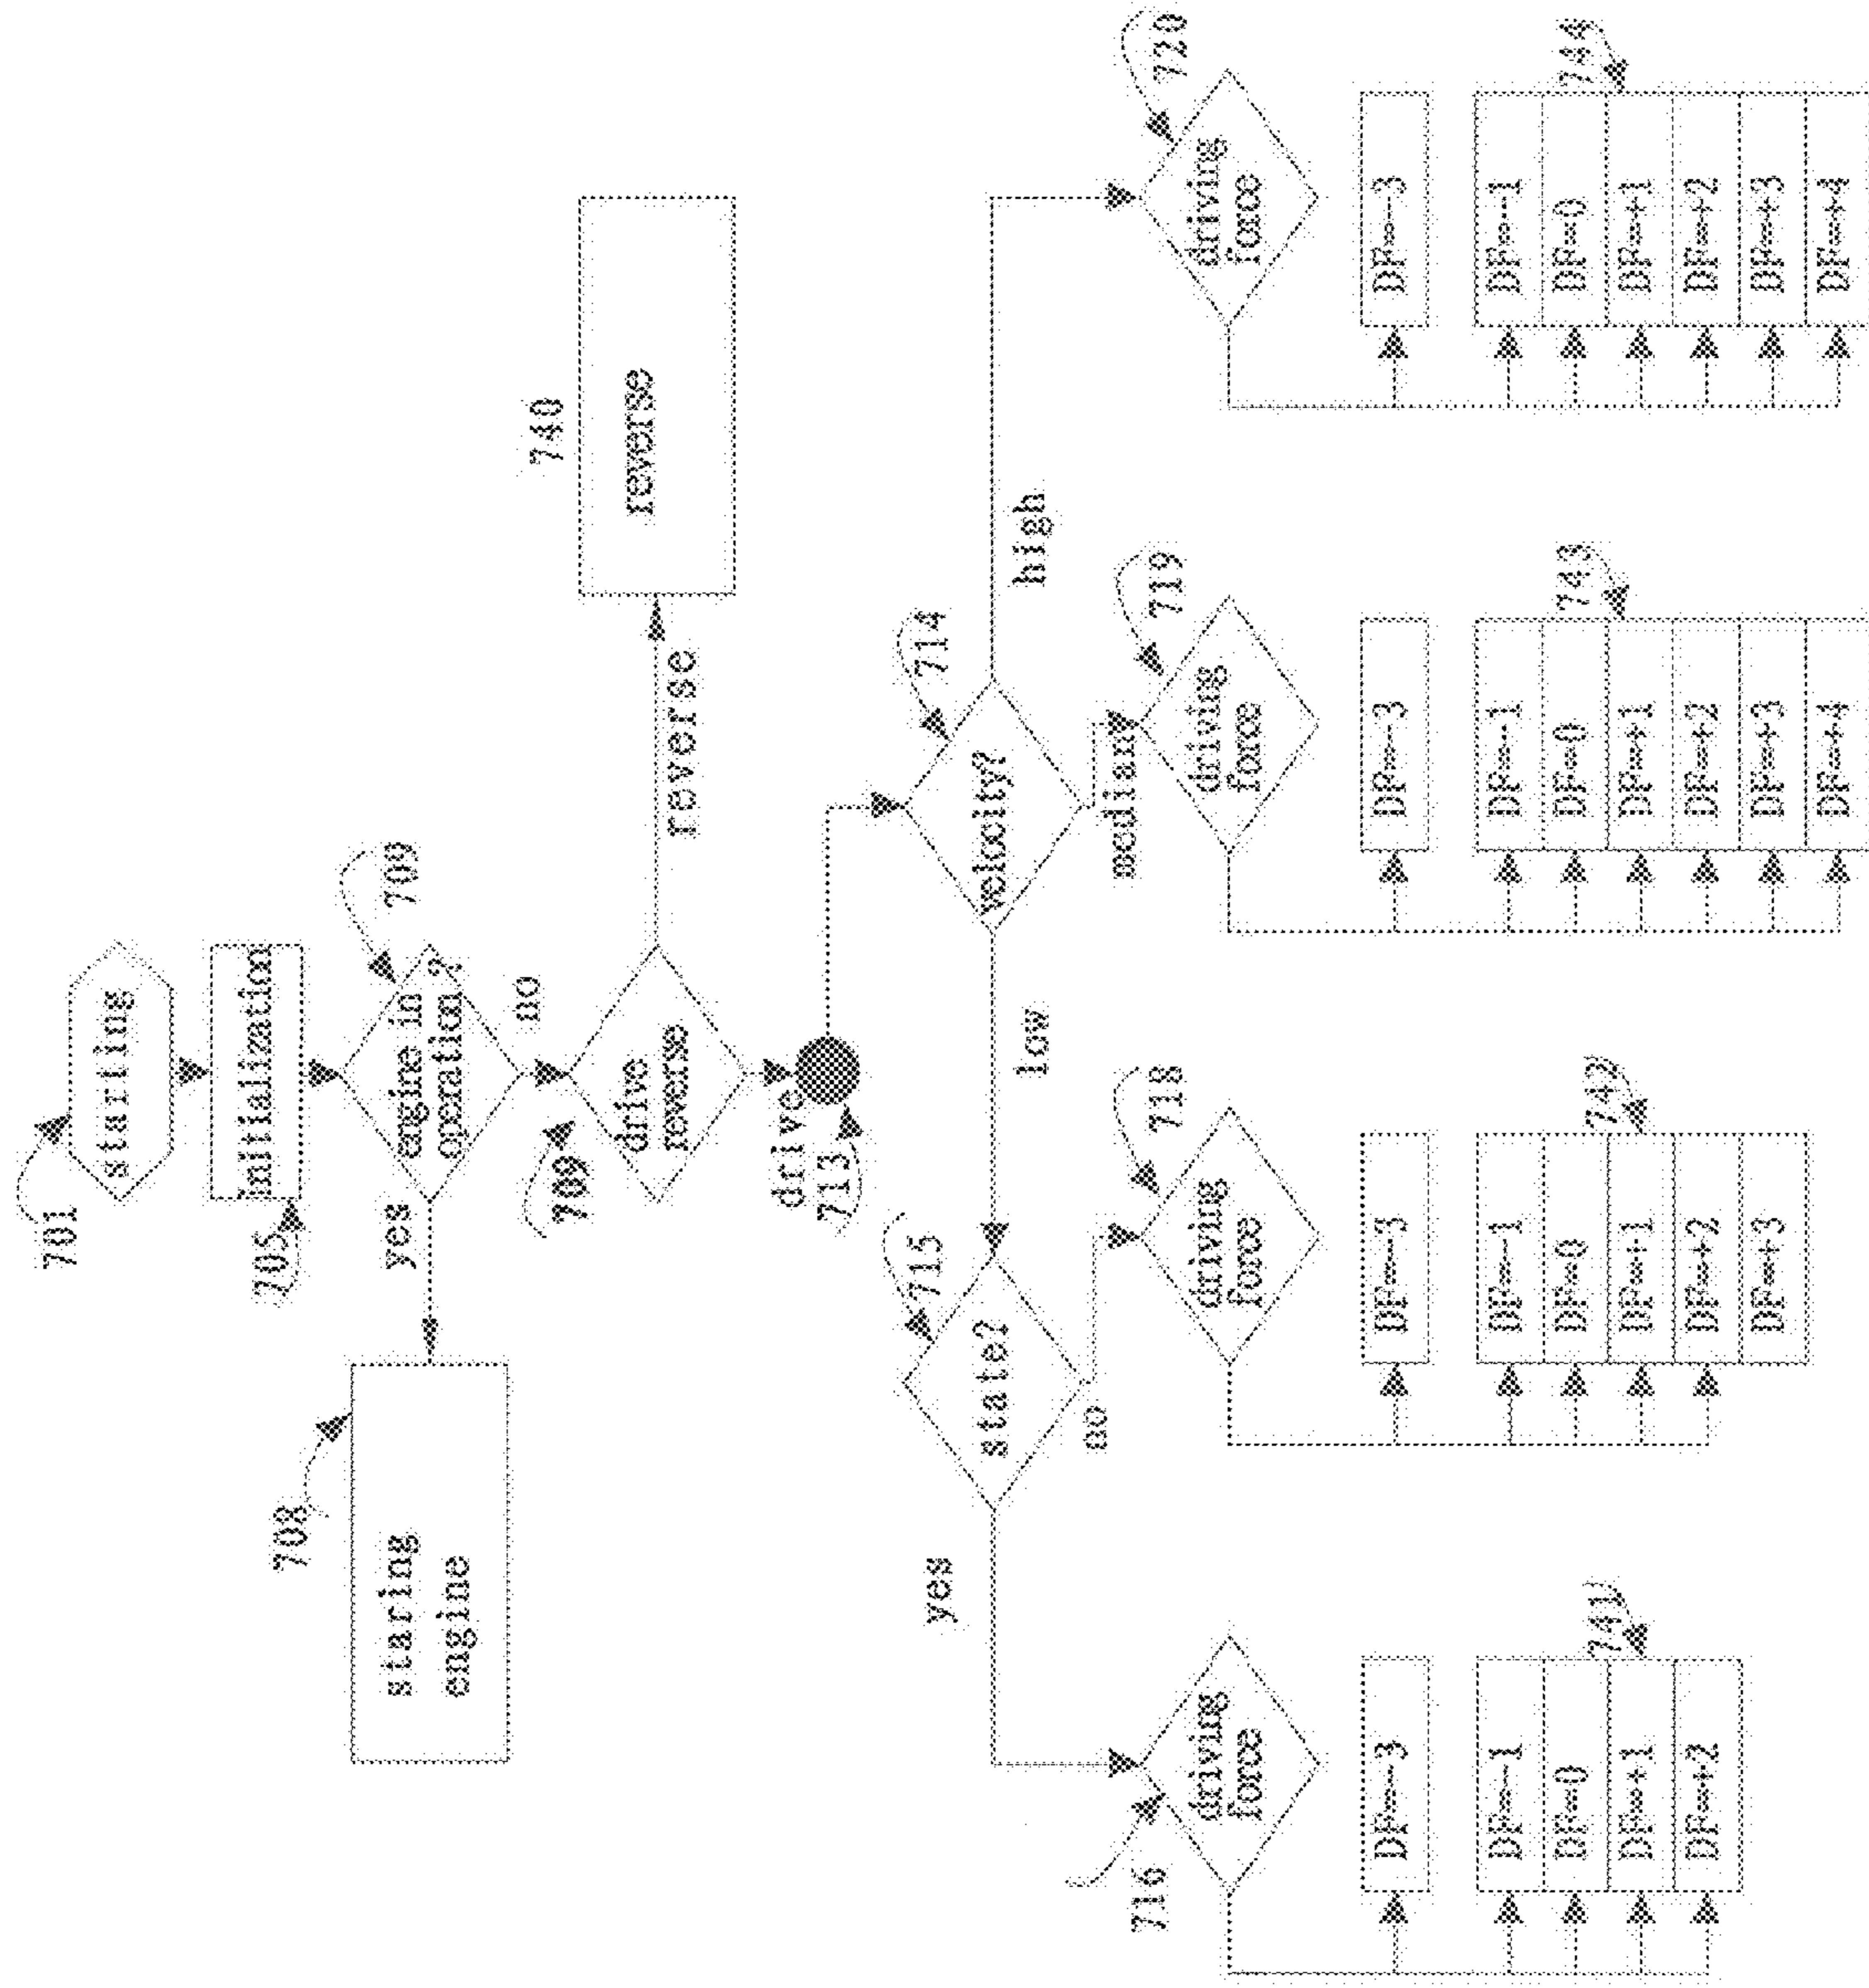 701
starling
705
initialization
709
engine in
operation?
yes
no
708
staring
engine
709
drive
reverse
reverse
740
reverse
drive
713
714
velocity?
low
median
high
715
state?
yes
no
716
driving
force
718
driving
force
719
driving
force
720
driving
force
DF=-3
DF=-1
DF=0
DF=+1
DF=+2
741
DF=-3
DF=-1
DF=0
DF=+1
DF=+2
DF=+3
742
DF=-3
DF=-1
DF=0
DF=+1
DF=+2
DF=+3
DF=+4
743
DF=-3
DF=-1
DF=0
DF=+1
DF=+2
DF=+3
DF=+4
744